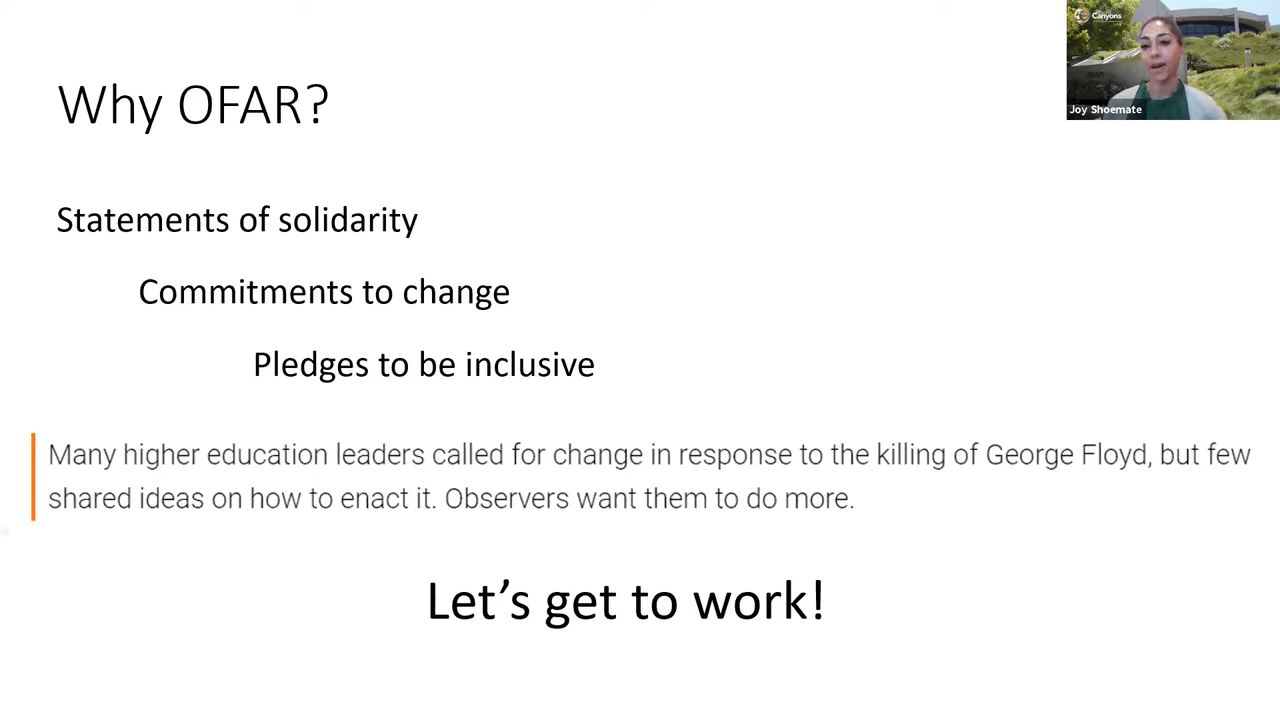 Canyons
Joy Shoemate
Why OFAR?
Statements of solidarity
Commitments to change
Pledges to be inclusive
Many higher education leaders called for change in response to the killing of George Floyd, but few
shared ideas on how to enact it. Observers want them to do more.
Let’s get to work!